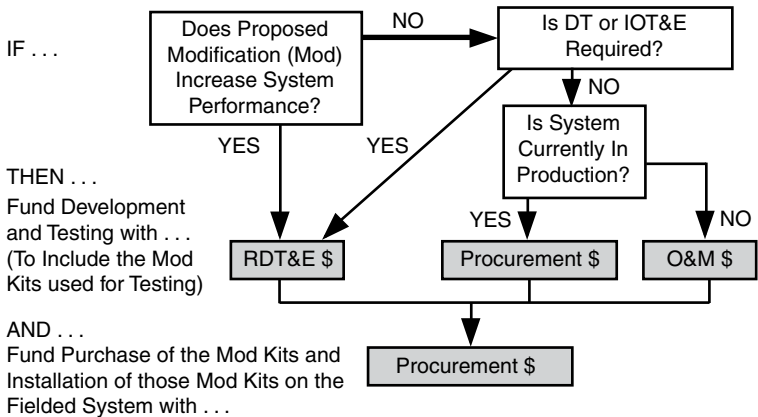 IF . . .
Does Proposed
Modification (Mod)
Increase System
Performance?
NO
Is DT or IOT&E
Required?
NO
YES
YES
Is System
Currently In
Production?
YES
NO
THEN . . .
Fund Development
and Testing with . . .
(To Include the Mod
Kits used for Testing)
RDT&E $
Procurement $
O&M $
AND . . .
Fund Purchase of the Mod Kits and
Installation of those Mod Kits on the
Fielded System with . . .
Procurement $